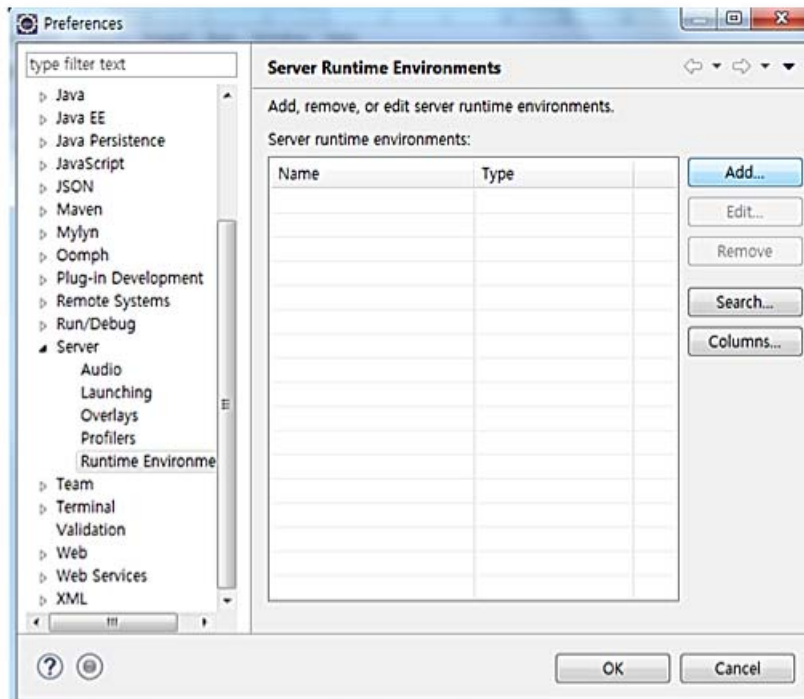 Preferences
type filter text
Java
Java EE
Java Persistence
JavaScript
JSON
Maven
Mylyn
Oomph
Plug-in Development
Remote Systems
Run/Debug
Server
Audio
Launching
Overlays
Profilers
Runtime Environme
Team
Terminal
Validation
Web
Web Services
XML
Server Runtime Environments
Add, remove, or edit server runtime environments.
Server runtime environments:
Name Type
Add...
Edit...
Remove
Search...
Columns...
OK Cancel